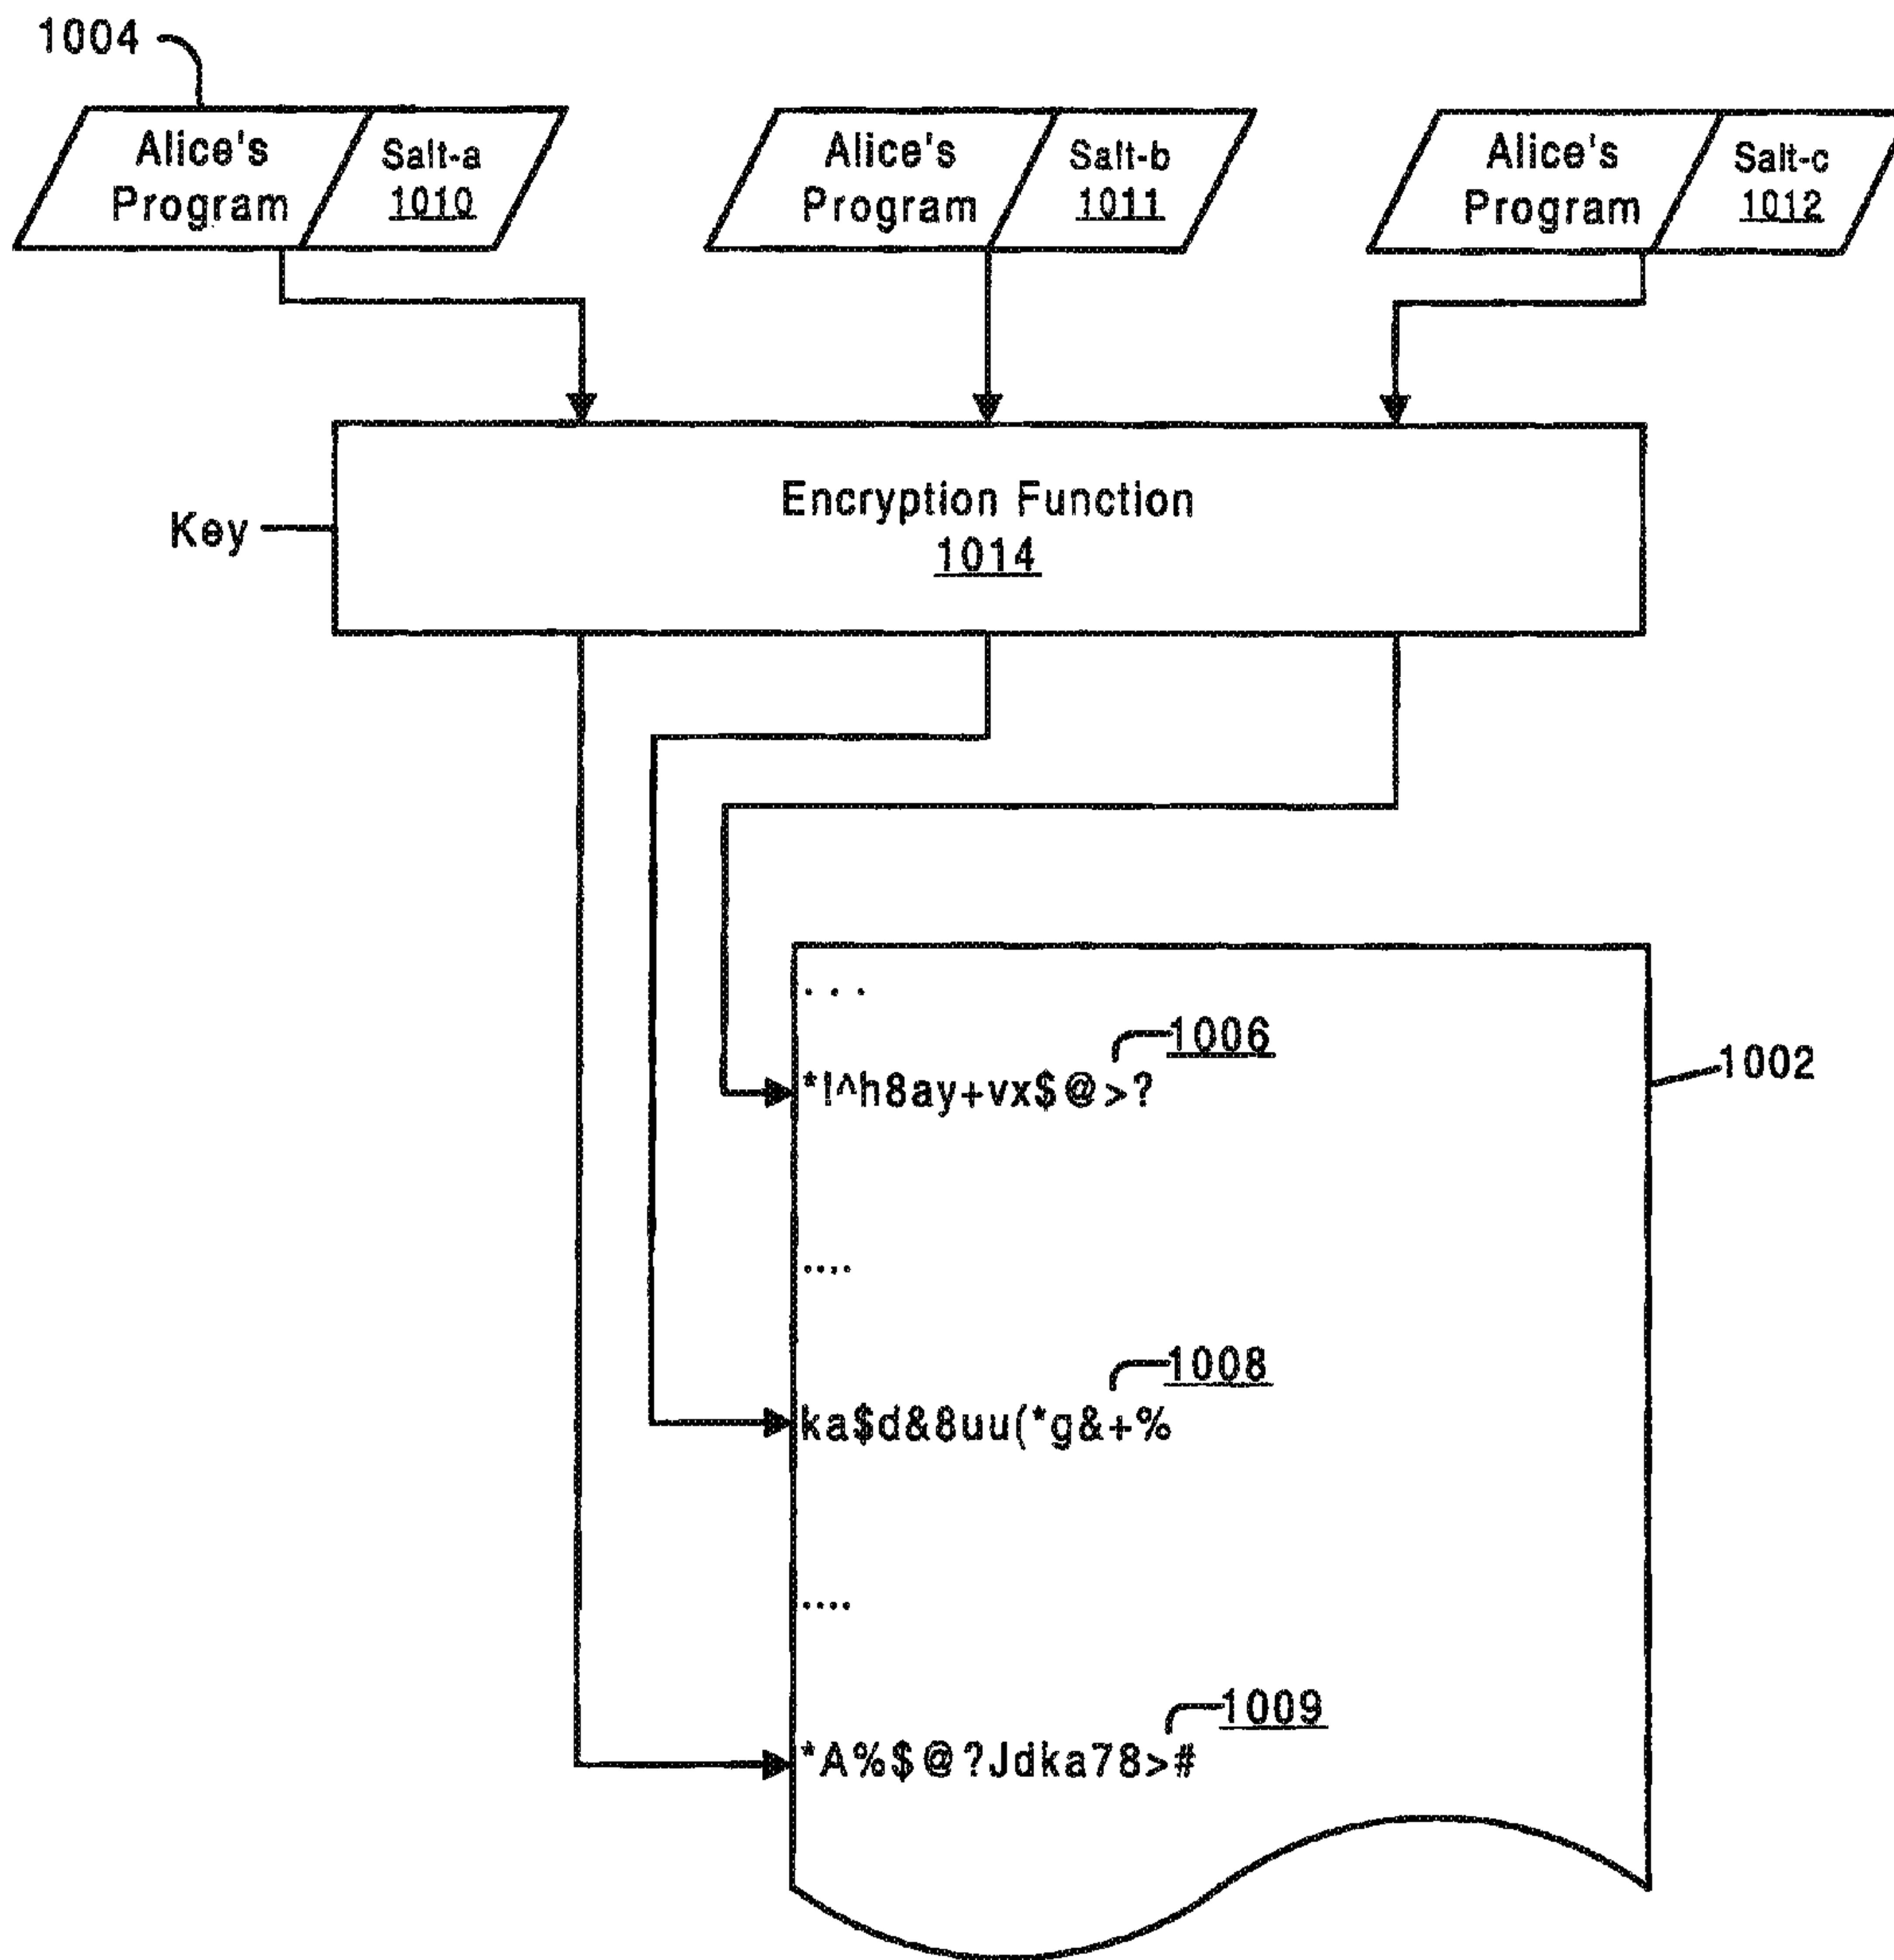 1004
Alice's
Program
Salt-a
1010
Alice's
Program
Salt-b
1011
Alice's
Program
Salt-c
1012
Key
Encryption Function
1014
. . .
1006
*!^h8ay+vx$@>?
1002
....
1008
ka$d&8uu(*g&+%
....
1009
*A%$@?Jdka78>#